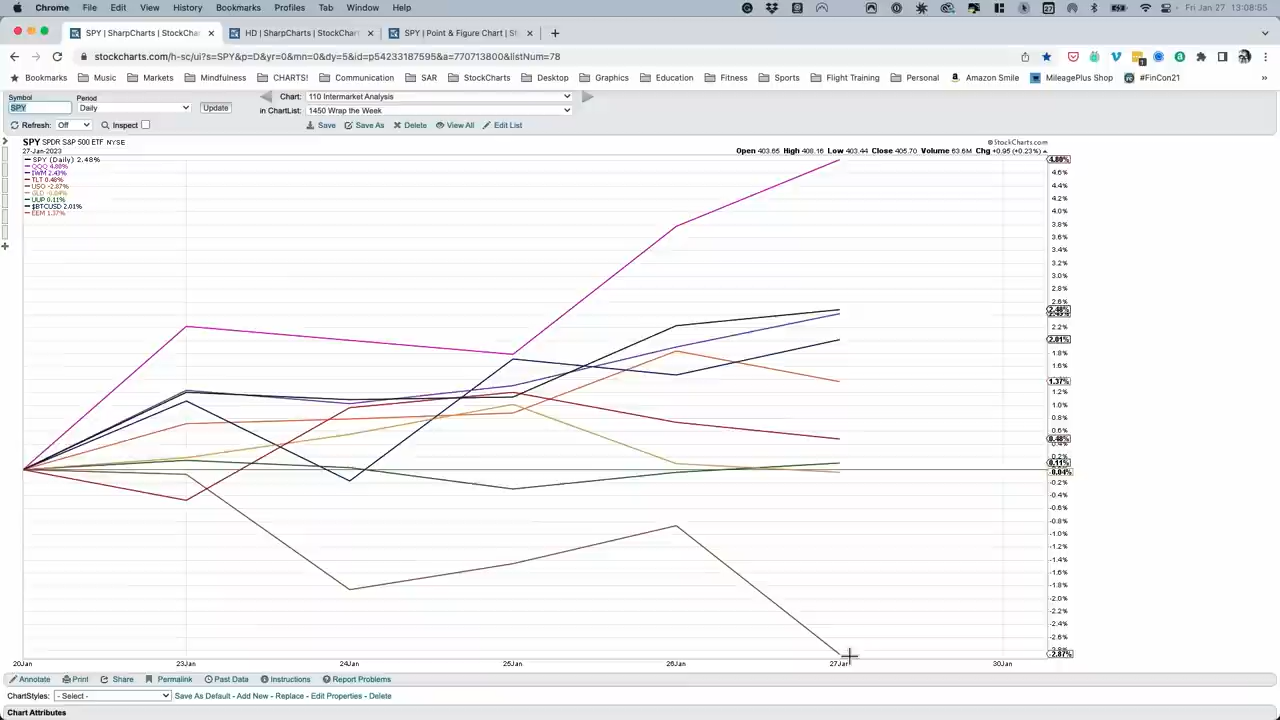 Chrome File Edit View History Bookmarks Profiles Tab Window Help Fri Jan 27 13:08:55
SPY | SharpCharts | StockChar × HD | SharpCharts | StockChart × SPY | Point & Figure Chart | St × +
stockcharts.com/h-sc/ui?s=SPY&p=D&yr=0&mn=0&dy=5&id=p54233187595&a=770713800&listNum=78
Bookmarks Music Markets Mindfulness CHARTS! Communication SAR StockCharts Desktop Graphics Education Fitness Sports Flight Training Personal Amazon Smile MileagePlus Shop #FinCon21
Symbol Period Chart: 110 Intermarket Analysis
SPY Daily Update in ChartList: 1450 Wrap the Week
Refresh: Off Inspect Save Save As Delete View All Edit List
SPY SPDR S&P 500 ETF NYSE © StockCharts.com
27-Jan-2023 Open 403.65 High 408.16 Low 403.44 Close 405.70 Volume 63.6M Chg +0.95 (+0.23%)
SPY (Daily) 2.48%
QQQ 4.80%
IWM 2.43%
TLT 0.48%
USO -2.87%
GLD -0.04%
UUP 0.11%
$BTCUSD 2.01%
EEM 1.37%
4.80%
4.6%
4.4%
4.2%
4.0%
3.8%
3.6%
3.4%
3.2%
3.0%
2.8%
2.6%
2.48%
2.2%
2.01%
1.8%
1.6%
1.37%
1.2%
1.0%
0.8%
0.6%
0.48%
0.2%
0.11%
-0.04%
-0.2%
-0.4%
-0.6%
-0.8%
-1.0%
-1.2%
-1.4%
-1.6%
-1.8%
-2.0%
-2.2%
-2.4%
-2.6%
-2.87%
20Jan 23Jan 24Jan 25Jan 26Jan 27Jan 30Jan
Annotate Print Share Permalink Past Data Instructions Report Problems
ChartStyles: - Select - Save As Default - Add New - Replace - Edit Properties - Delete
Chart Attributes